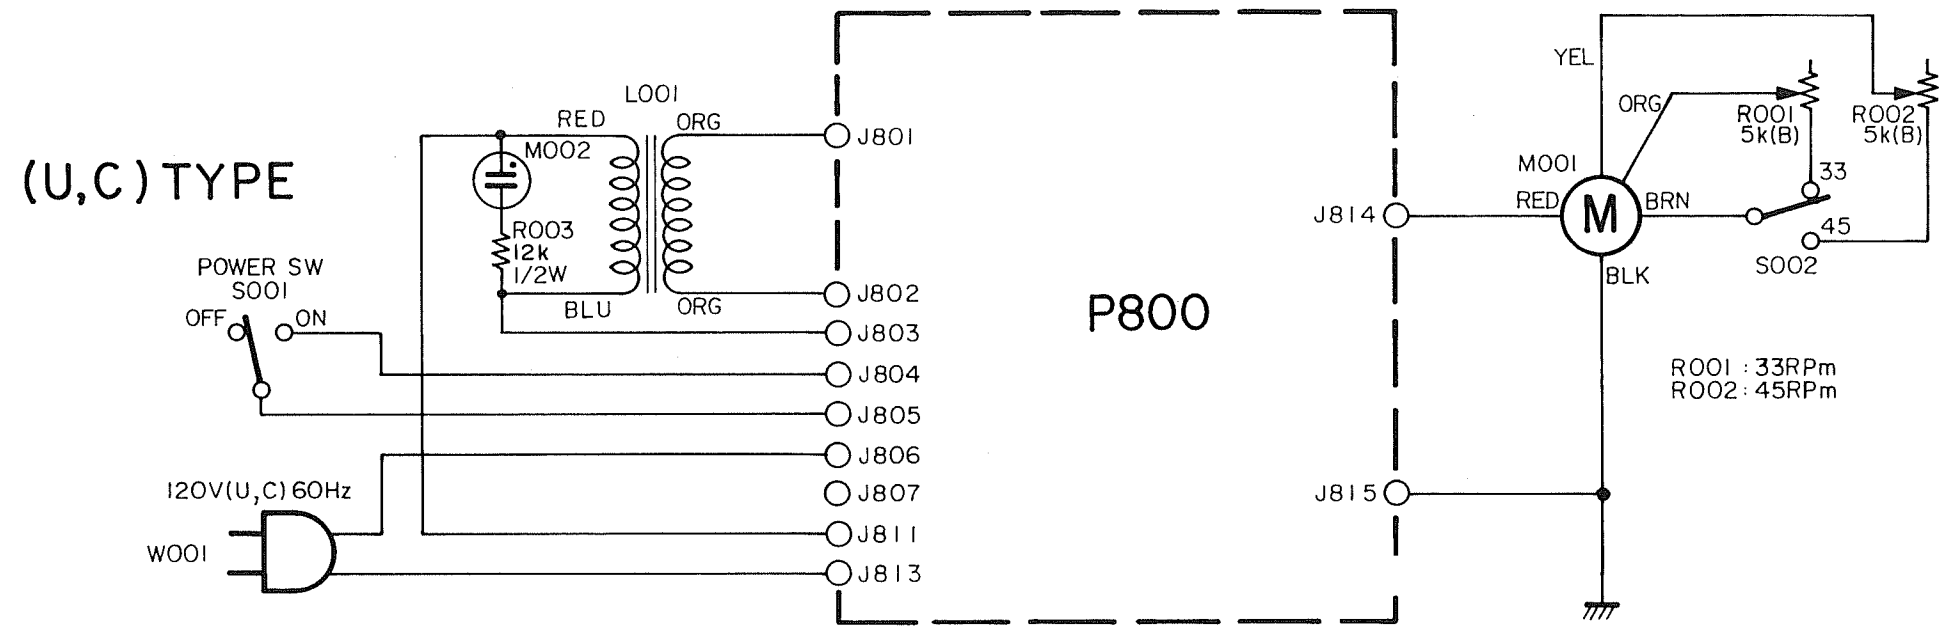 (U,C) TYPE
L001
RED
ORG
M002
R003
12k
1/2W
BLU
ORG
POWER SW
S001
OFF
ON
120V(U,C) 60Hz
W001
J801
J802
J803
J804
J805
J806
J807
J811
J813
P800
J814
J815
YEL
ORG
R001
5k(B)
R002
5k(B)
M001
RED
M
BRN
33
45
S002
BLK
R001 : 33RPm
R002 : 45RPm